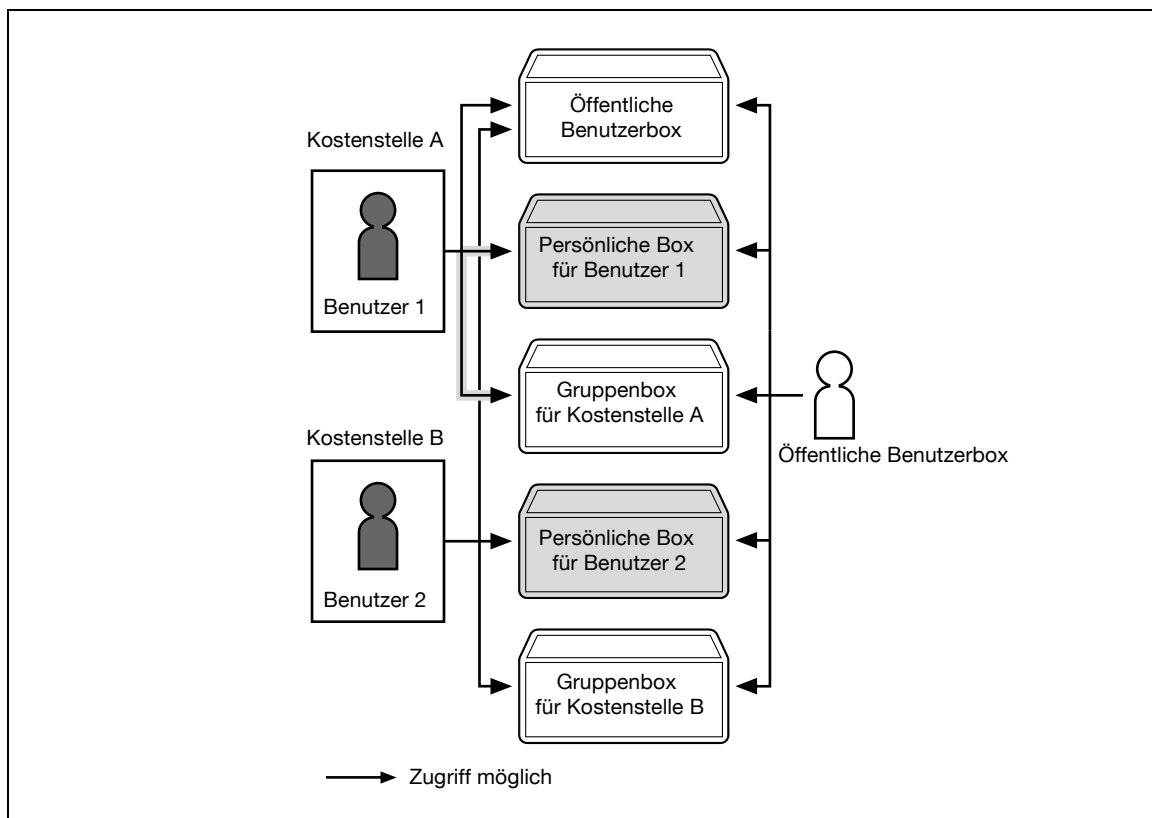 Öffentliche
Benutzerbox
Kostenstelle A
Benutzer 1
Persönliche Box
für Benutzer 1
Gruppenbox
für Kostenstelle A
Öffentliche Benutzerbox
Kostenstelle B
Benutzer 2
Persönliche Box
für Benutzer 2
Gruppenbox
für Kostenstelle B
Zugriff möglich